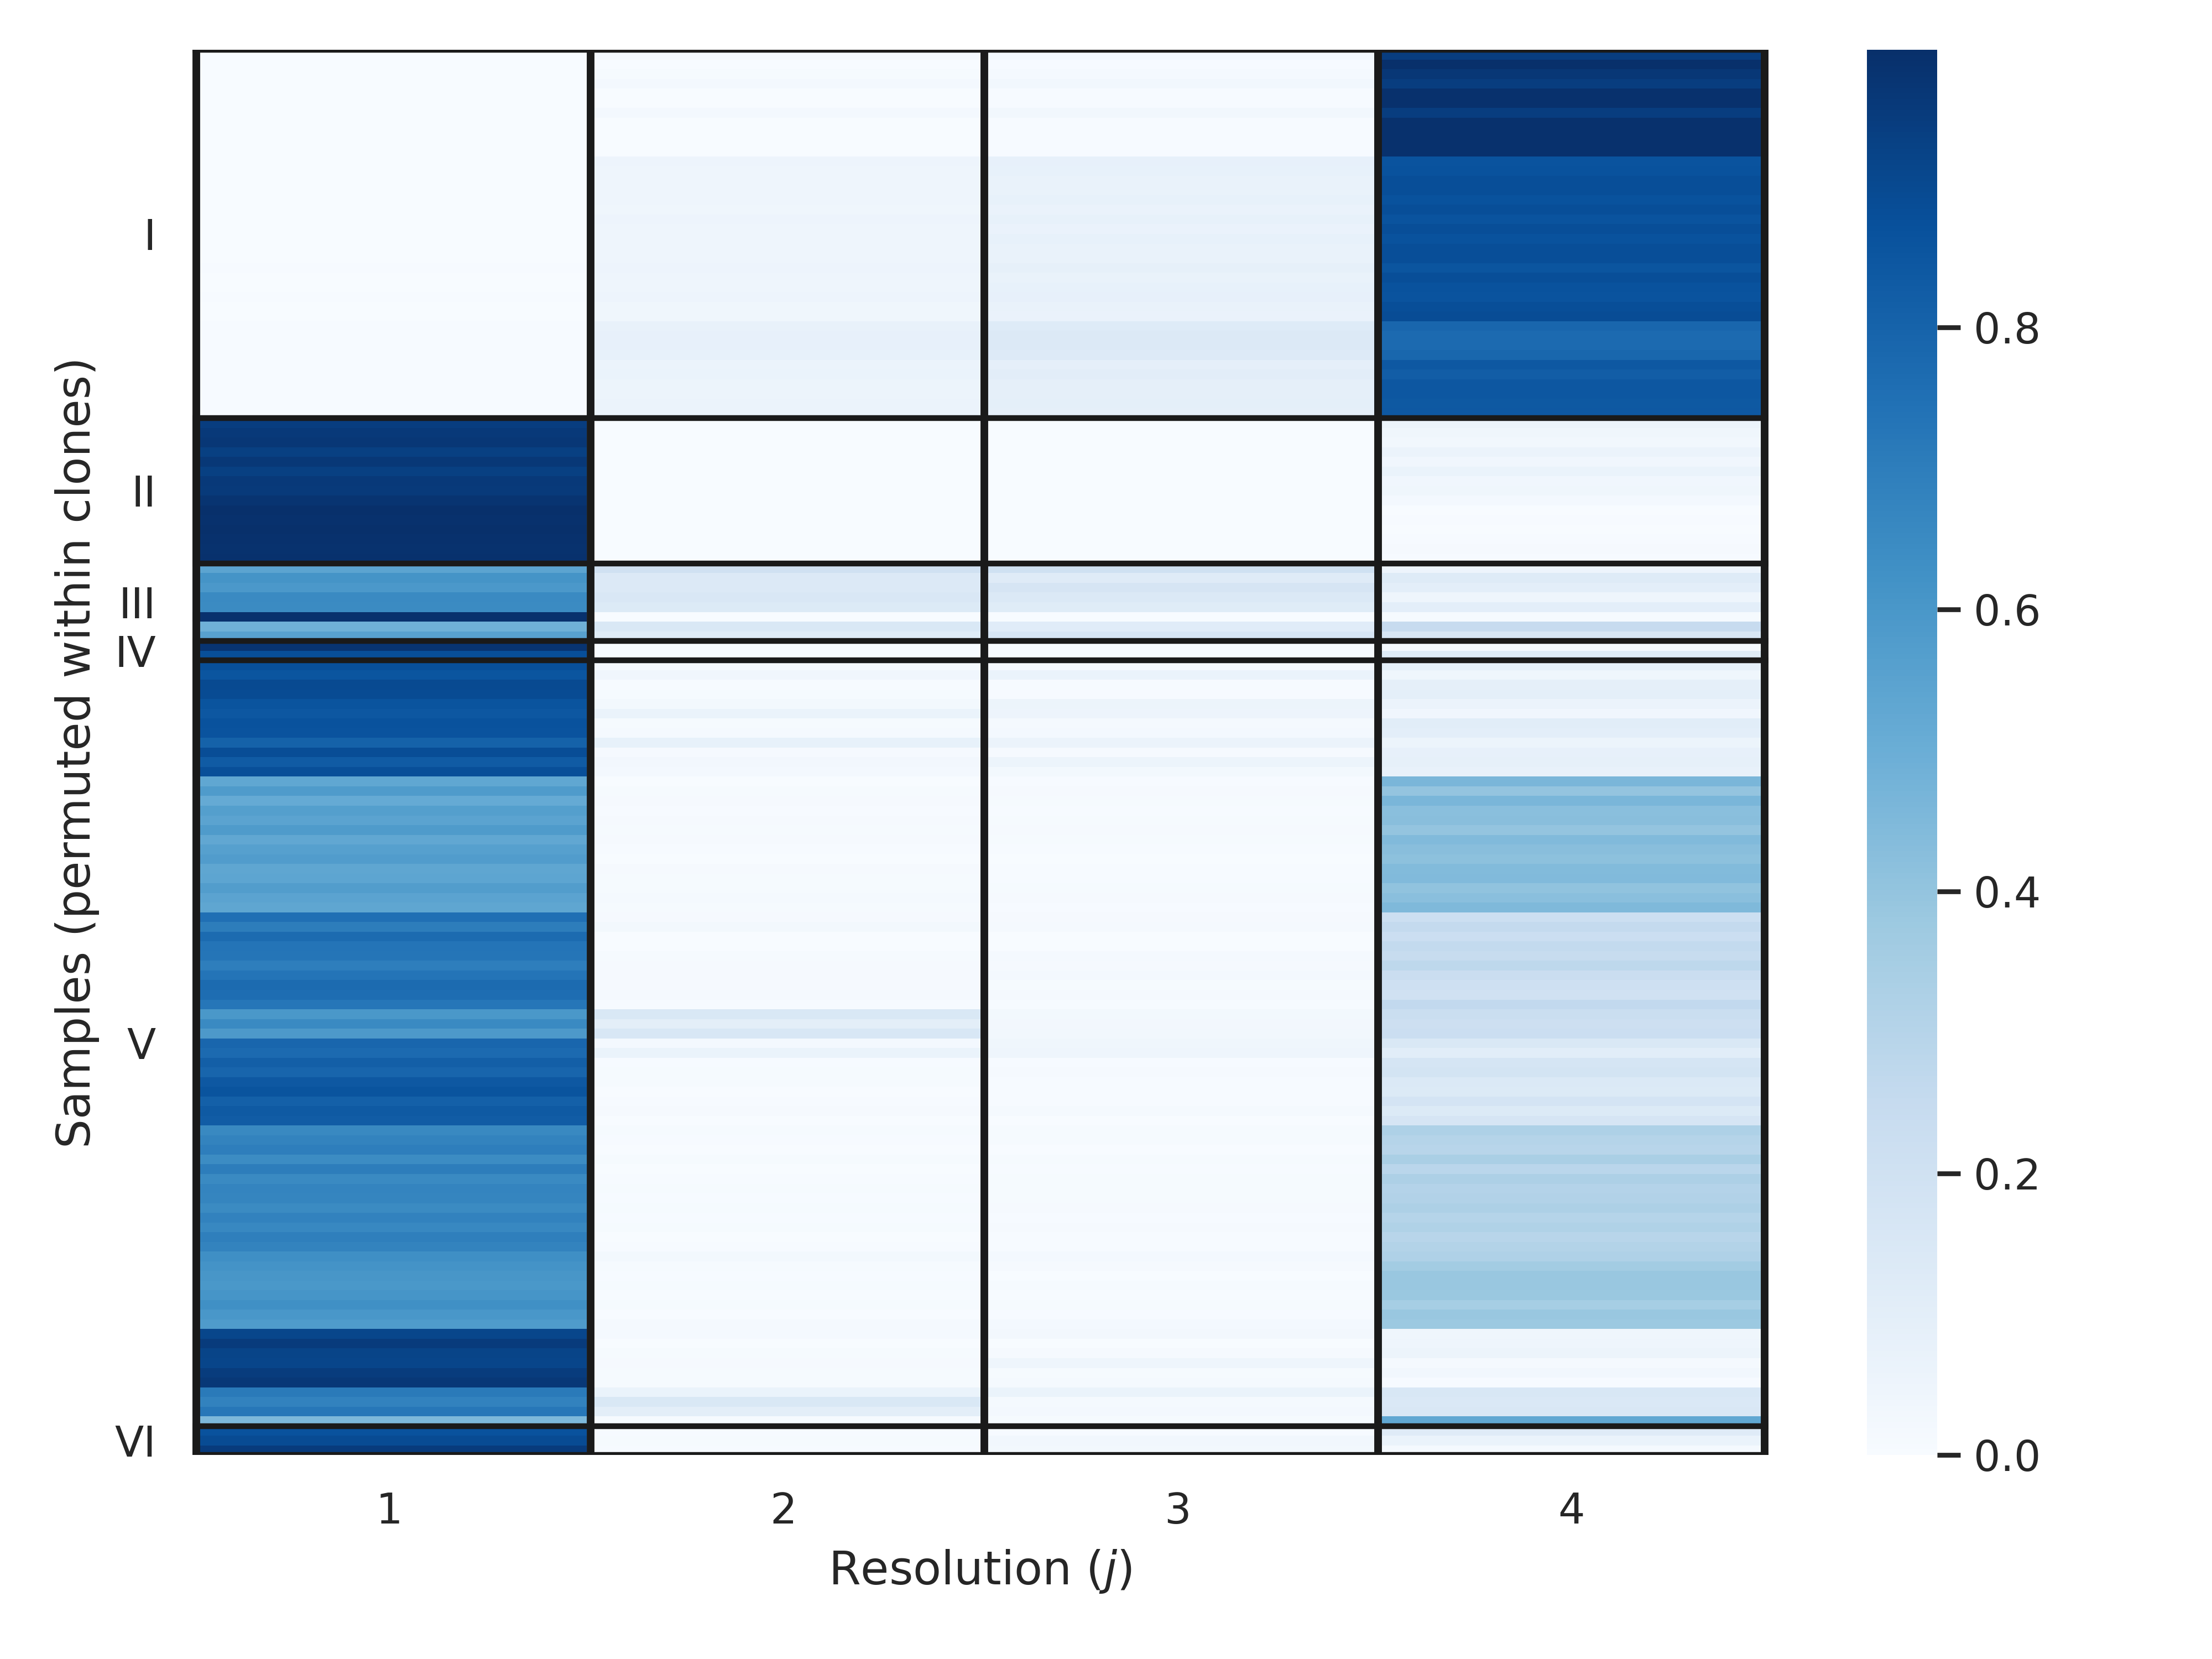 Samples (permuted within clones)
I
II
III
IV
V
VI
1 2 3 4
Resolution (j)
0.8
0.6
0.4
0.2
0.0